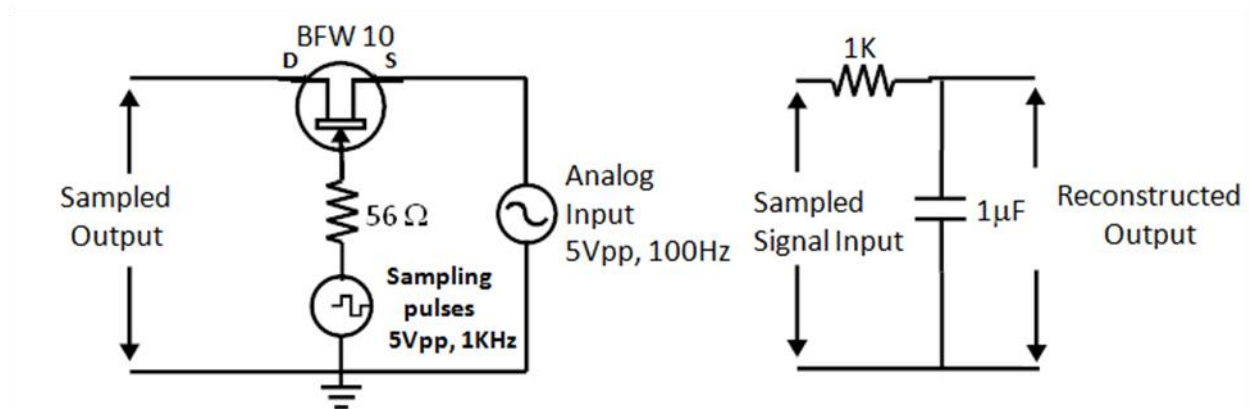 BFW 10
D
S
Sampled
Output
56 Ω
Sampling
pulses
5Vpp, 1KHz
Analog
Input
5Vpp, 100Hz
1K
Sampled
Signal Input
1μF
Reconstructed
Output